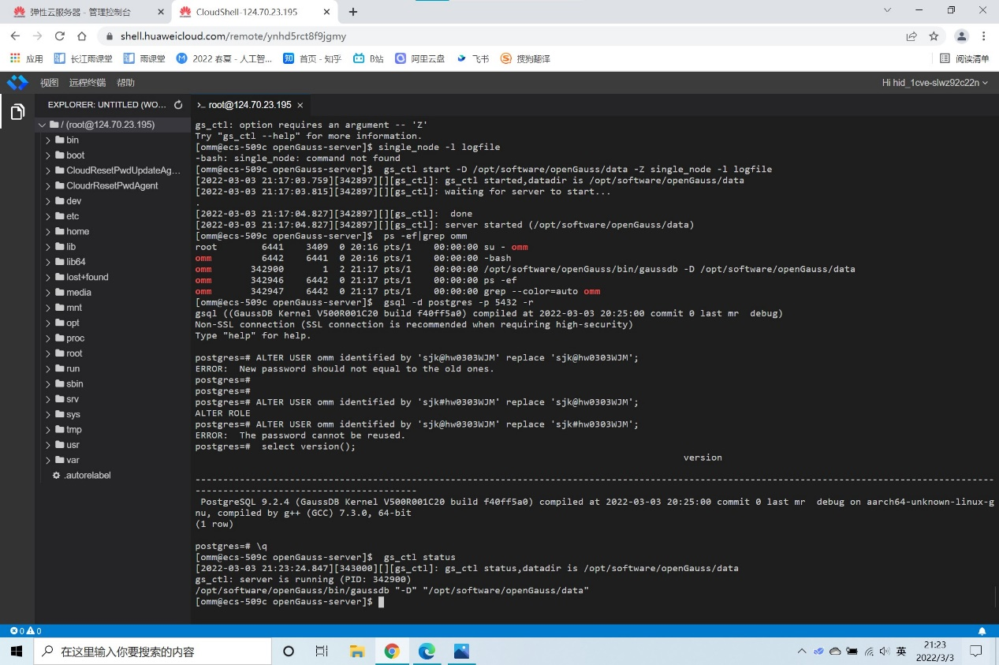 弹性云服务器 - 管理控制台
CloudShell-124.70.23.195
shell.huaweicloud.com/remote/ynhd5rct8f9jgmy
应用
长江雨课堂
雨课堂
2022 春夏 - 人工智...
知 首页 - 知乎
B站
阿里云盘
飞书
搜狗翻译
阅读清单
视图
远程终端
帮助
Hi hid_1cve-slwz92c22n
EXPLORER: UNTITLED (WO...
>_ root@124.70.23.195
/ (root@124.70.23.195)
bin
boot
CloudResetPwdUpdateAg...
CloudrResetPwdAgent
dev
etc
home
lib
lib64
lost+found
media
mnt
opt
proc
root
run
sbin
srv
sys
tmp
usr
var
.autorelabel
gs_ctl: option requires an argument -- 'Z'
Try "gs_ctl --help" for more information.
[omm@ecs-509c openGauss-server]$ single_node -l logfile
-bash: single_node: command not found
[omm@ecs-509c openGauss-server]$  gs_ctl start -D /opt/software/openGauss/data -Z single_node -l logfile
[2022-03-03 21:17:03.759][342897][][gs_ctl]: gs_ctl started,datadir is /opt/software/openGauss/data
[2022-03-03 21:17:03.815][342897][][gs_ctl]: waiting for server to start...
.
[2022-03-03 21:17:04.827][342897][][gs_ctl]:  done
[2022-03-03 21:17:04.827][342897][][gs_ctl]: server started (/opt/software/openGauss/data)
[omm@ecs-509c openGauss-server]$  ps -ef|grep omm
root        6441    3409  0 20:16 pts/1    00:00:00 su - omm
omm         6442    6441  0 20:16 pts/1    00:00:00 -bash
omm       342900       1  2 21:17 pts/1    00:00:00 /opt/software/openGauss/bin/gaussdb -D /opt/software/openGauss/data
omm       342946    6442  0 21:17 pts/1    00:00:00 ps -ef
omm       342947    6442  0 21:17 pts/1    00:00:00 grep --color=auto omm
[omm@ecs-509c openGauss-server]$  gsql -d postgres -p 5432 -r
gsql ((GaussDB Kernel V500R001C20 build f40ff5a0) compiled at 2022-03-03 20:25:00 commit 0 last mr  debug)
Non-SSL connection (SSL connection is recommended when requiring high-security)
Type "help" for help.
postgres=# ALTER USER omm identified by 'sjk@hw0303WJM' replace 'sjk@hw0303WJM';
ERROR:  New password should not equal to the old ones.
postgres=#
postgres=#
postgres=# ALTER USER omm identified by 'sjk#hw0303WJM' replace 'sjk@hw0303WJM';
ALTER ROLE
postgres=# ALTER USER omm identified by 'sjk@hw0303WJM' replace 'sjk#hw0303WJM';
ERROR:  The password cannot be reused.
postgres=#  select version();
version
------------------------------------------------------------------------------------------------------------------------------------------------
----------------------------------------
PostgreSQL 9.2.4 (GaussDB Kernel V500R001C20 build f40ff5a0) compiled at 2022-03-03 20:25:00 commit 0 last mr  debug on aarch64-unknown-linux-g
nu, compiled by g++ (GCC) 7.3.0, 64-bit
(1 row)
postgres=# \q
[omm@ecs-509c openGauss-server]$  gs_ctl status
[2022-03-03 21:23:24.847][343000][][gs_ctl]: gs_ctl status,datadir is /opt/software/openGauss/data
gs_ctl: server is running (PID: 342900)
/opt/software/openGauss/bin/gaussdb "-D" "/opt/software/openGauss/data"
[omm@ecs-509c openGauss-server]$
0 0
在这里输入你要搜索的内容
英
21:23
2022/3/3